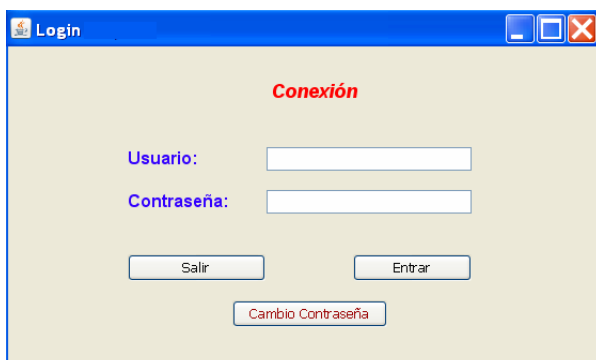 Login
Conexión
Usuario:
Contraseña:
Salir Entrar
Cambio Contraseña